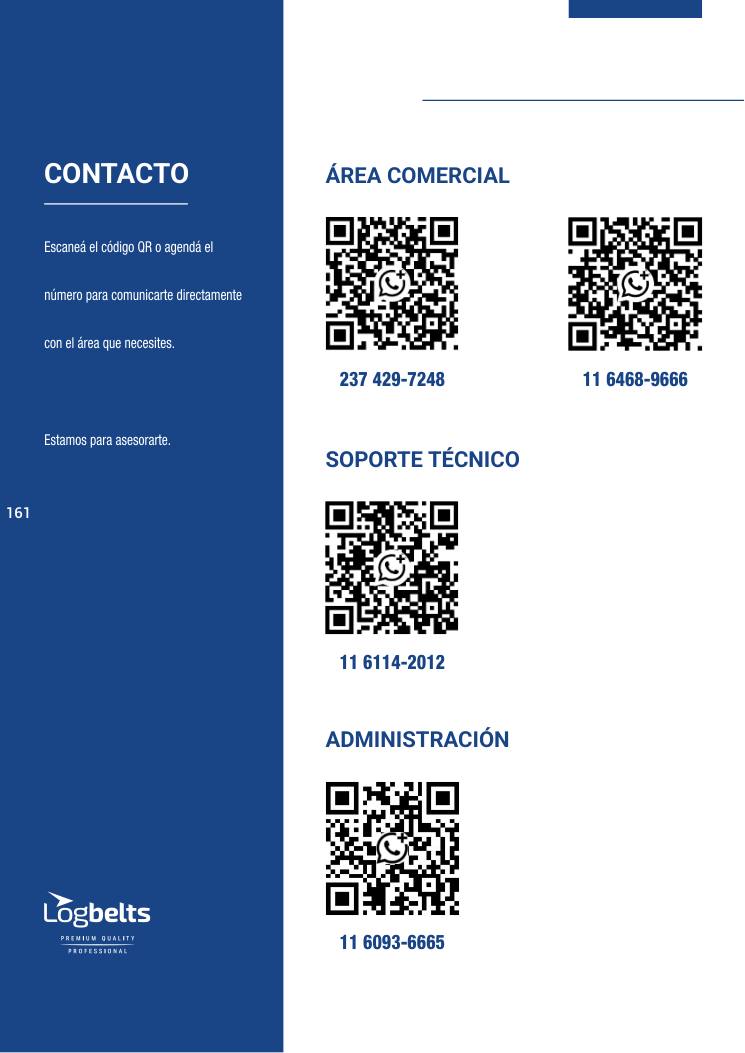 CONTACTO
Escaneá el código QR o agendá el
número para comunicarte directamente
con el área que necesites.
Estamos para asesorarte.
161
Logbelts
PREMIUM QUALITY
PROFESSIONAL
ÁREA COMERCIAL
237 429-7248
11 6468-9666
SOPORTE TÉCNICO
11 6114-2012
ADMINISTRACIÓN
11 6093-6665